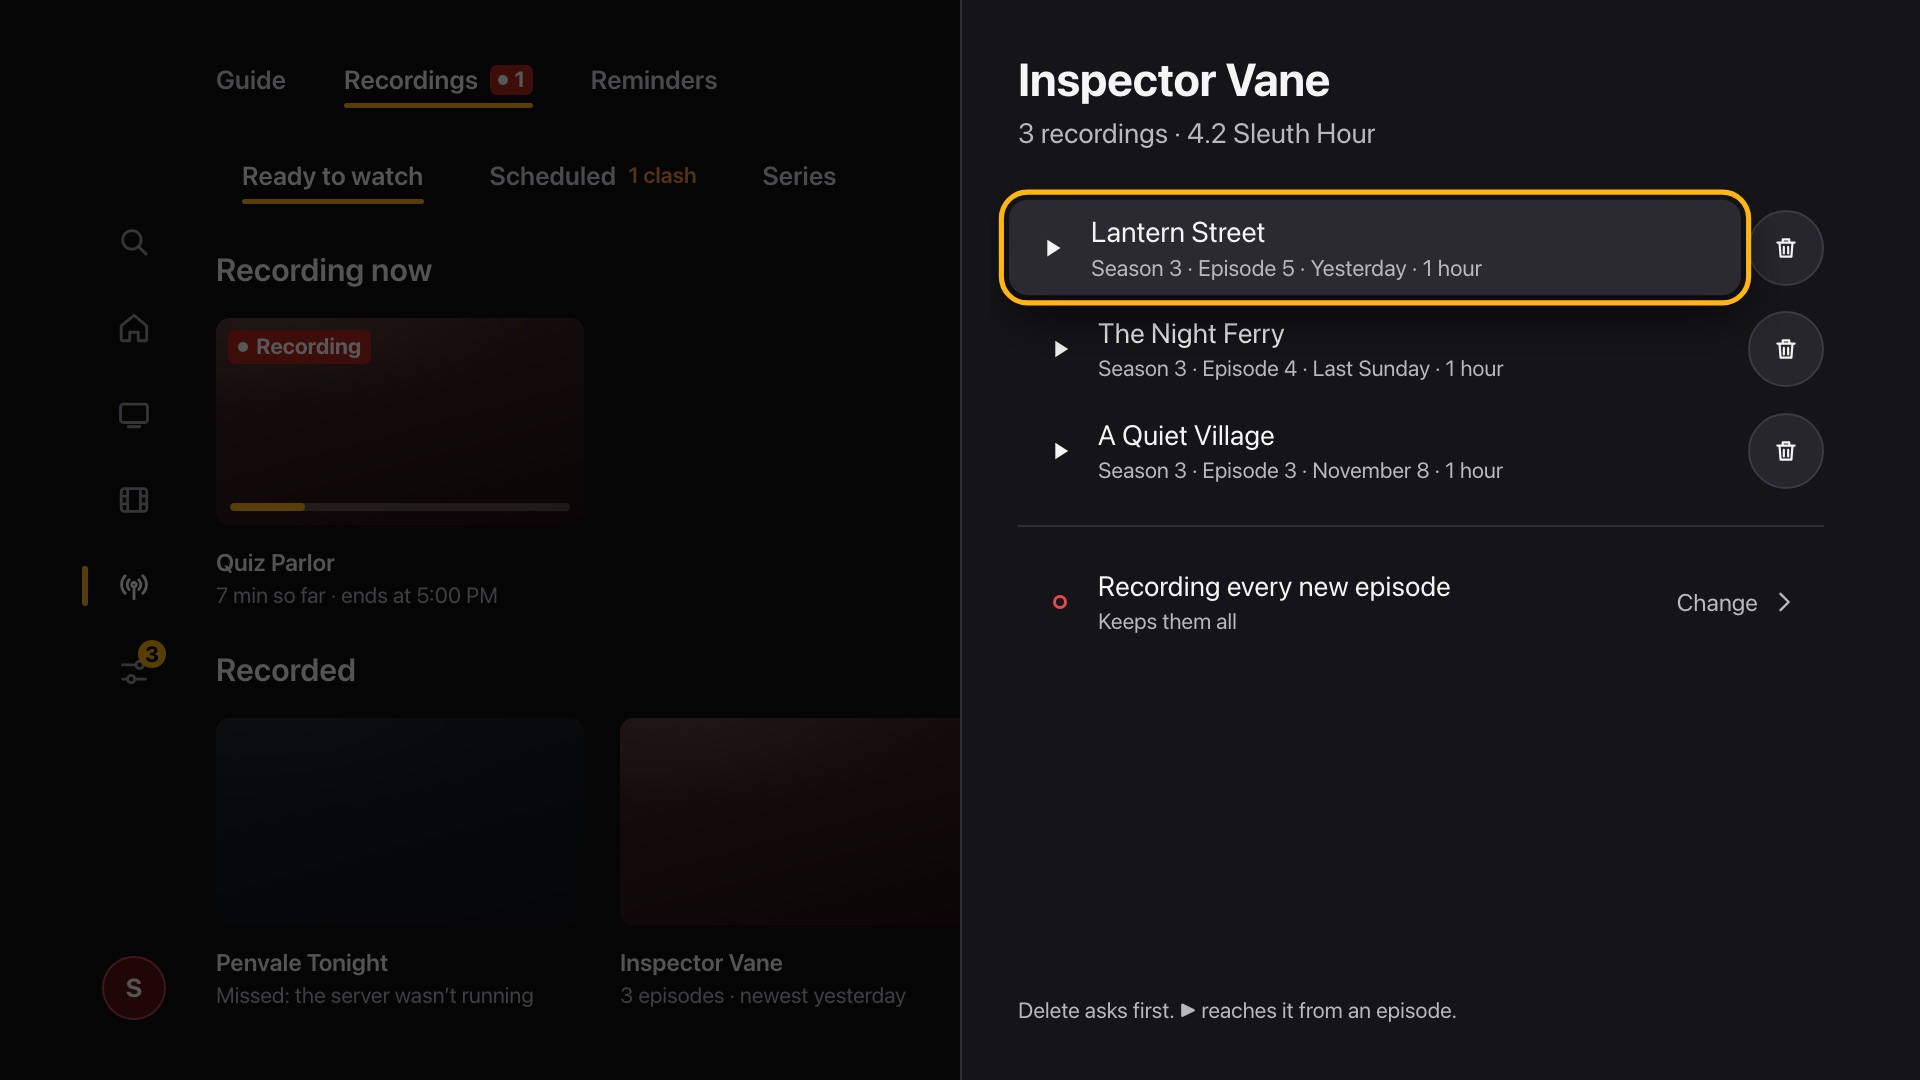 Guide
Recordings 1
Reminders
Ready to watch
Scheduled 1 clash
Series
Recording now
Recording
Quiz Parlor
7 min so far · ends at 5:00 PM
3
Recorded
Penvale Tonight
Missed: the server wasn’t running
Inspector Vane
3 episodes · newest yesterday
S
Inspector Vane
3 recordings · 4.2 Sleuth Hour
Lantern Street
Season 3 · Episode 5 · Yesterday · 1 hour
The Night Ferry
Season 3 · Episode 4 · Last Sunday · 1 hour
A Quiet Village
Season 3 · Episode 3 · November 8 · 1 hour
Recording every new episode
Keeps them all
Change
Delete asks first. ▶ reaches it from an episode.